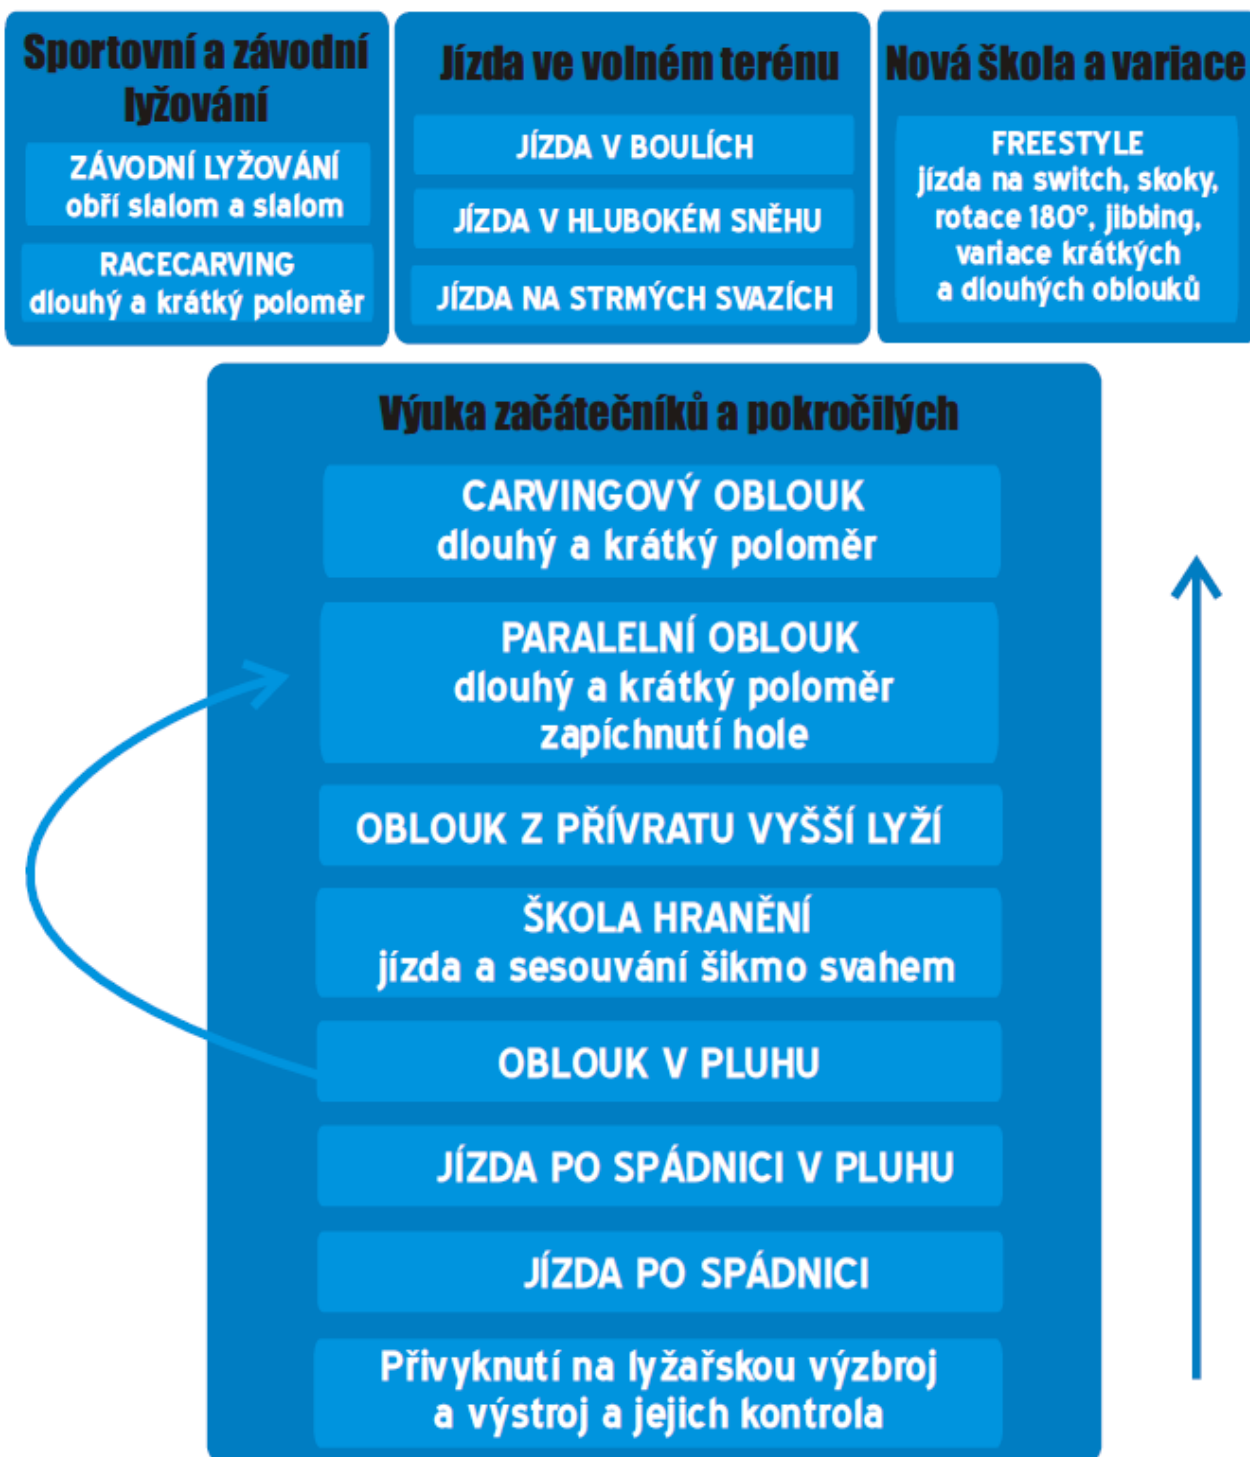 Sportovní a závodní
lyžování
ZÁVODNÍ LYŽOVÁNÍ
obří slalom a slalom
RACECARVING
dlouhý a krátký poloměr
Jízda ve volném terénu
JÍZDA V BOULÍCH
JÍZDA V HLUBOKÉM SNĚHU
JÍZDA NA STRMÝCH SVAZÍCH
Nová škola a variace
FREESTYLE
jízda na switch, skoky,
rotace 180°, jibbing,
variace krátkých
a dlouhých oblouků
Výuka začátečníků a pokročilých
CARVINGOVÝ OBLOUK
dlouhý a krátký poloměr
PARALELNÍ OBLOUK
dlouhý a krátký poloměr
zapíchnutí hole
OBLOUK Z PŘÍVRATU VYŠŠÍ LYŽÍ
ŠKOLA HRANĚNÍ
jízda a sesouvání šikmo svahem
OBLOUK V PLUHU
JÍZDA PO SPÁDNICI V PLUHU
JÍZDA PO SPÁDNICI
Přivyknutí na lyžařskou výzbroj
a výstroj a jejich kontrola